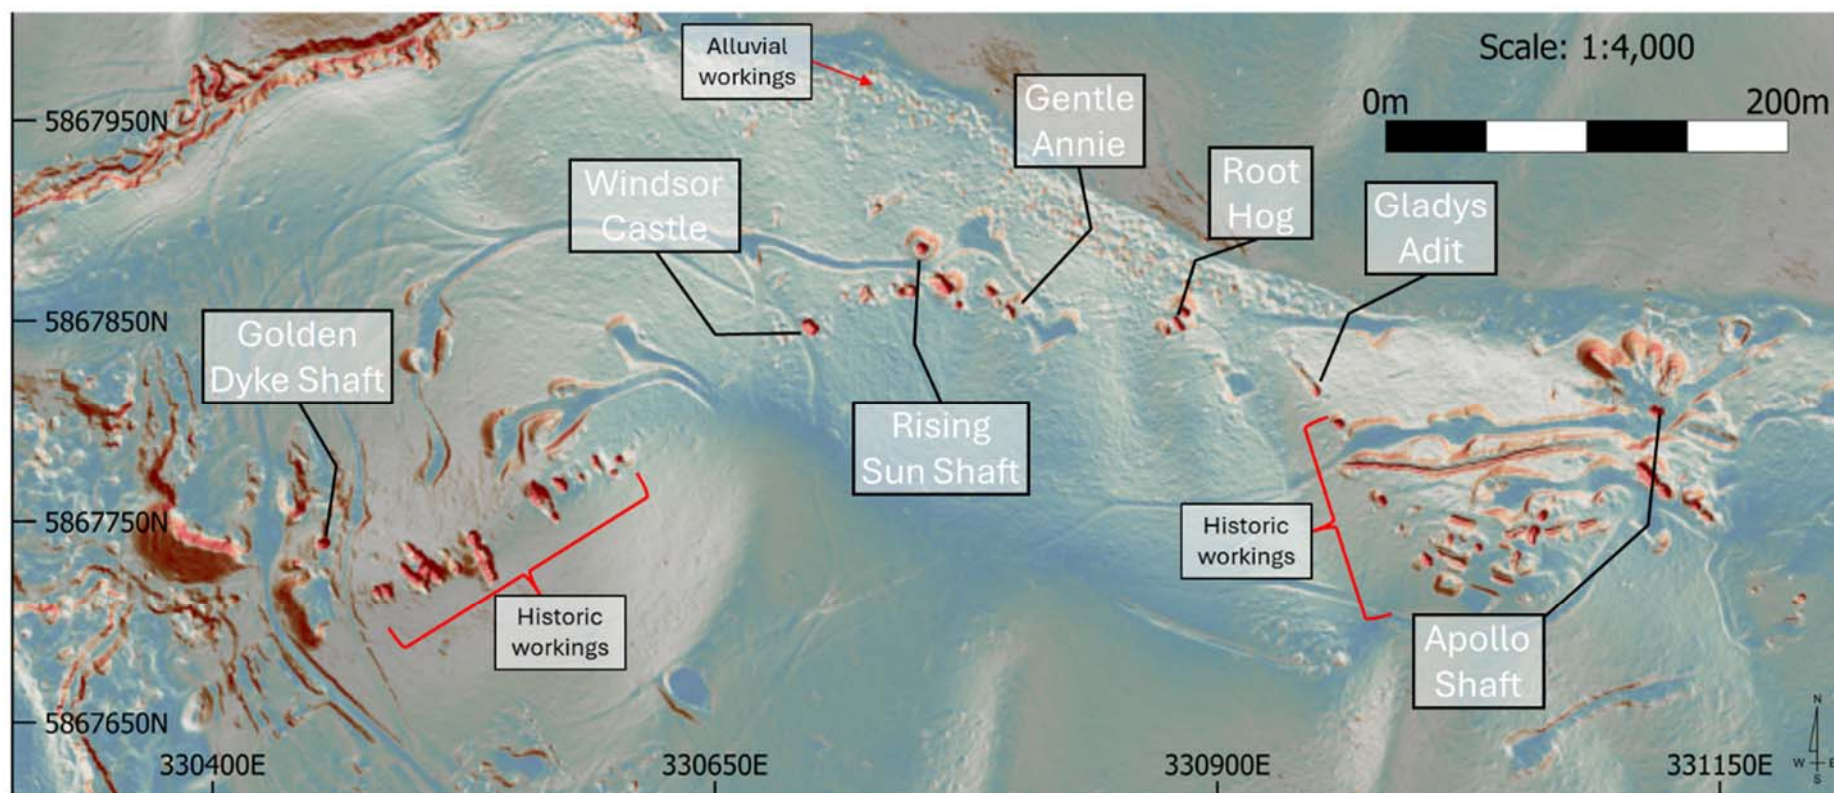 Scale: 1:4,000
0m 200m
Alluvial
workings
Gentle
Annie
Root
Hog
Gladys
Adit
Windsor
Castle
Golden
Dyke Shaft
Rising
Sun Shaft
Historic
workings
Historic
workings
Apollo
Shaft
5867950N
5867850N
5867750N
5867650N
330400E
330650E
330900E
331150E
N
W E
S